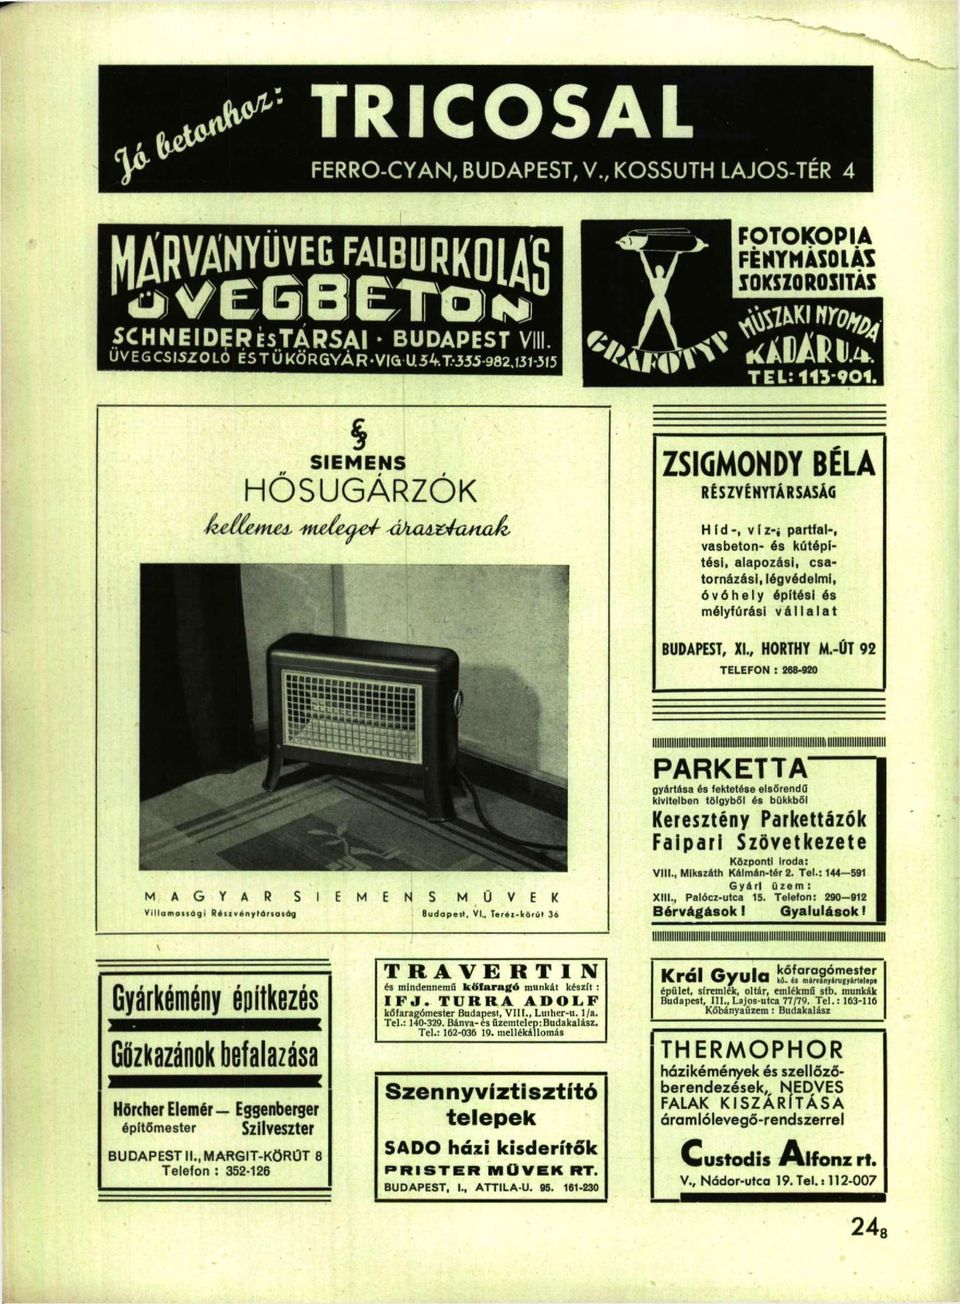 Jó betonhoz:
TRICOSAL
FERRO-CYAN, BUDAPEST, V., KOSSUTH LAJOS-TÉR 4
MÁRVÁNYÜVEG FALBURKOLÁS
ÜVEGBETON
SCHNEIDER ÉS TÁRSAI · BUDAPEST VIII.
ÜVEGCSISZOLÓ ÉS TÜKÖRGYÁR·VIG·U.34.T·335-982,131-315
FOTOKOPIA
FÉNYMÁSOLÁS
SOKSZOROSITÁS
GRAFOTYP
MŰSZAKI NYOMDA
KÁDÁR U.4.
TEL: 113-901.
SIEMENS
HŐSUGÁRZÓK
kellemes meleget árasztanak
MAGYAR SIEMENS MŰVEK
Villamossági Részvénytársaság Budapest, VI., Teréz-körút 36
ZSIGMONDY BÉLA
RÉSZVÉNYTÁRSASÁG
Híd-, víz-, partfal-,
vasbeton- és kútépí-
tési, alapozási, csa-
tornázási, légvédelmi,
óvóhely építési és
mélyfúrási vállalat
BUDAPEST, XI., HORTHY M.-ÚT 92
TELEFON : 268-920
PARKETTA
gyártása és fektetése elsőrendű
kivitelben tölgyből és bükkből
Keresztény Parkettázók
Faipari Szövetkezete
Központi iroda:
VIII., Mikszáth Kálmán-tér 2. Tel.: 144—591
Gyári üzem:
XIII., Palócz-utca 15. Telefon: 290—912
Bérvágások! Gyalulások!
Gyárkémény építkezés
Gőzkazánok befalazása
Hörcher Elemér — Eggenberger
építőmester Szilveszter
BUDAPEST II., MARGIT-KÖRÚT 8
Telefon : 352-126
TRAVERTIN
és mindennemű kőfaragó munkát készít :
IFJ. TURRA ADOLF
kőfaragómester Budapest, VIII., Luther-u. 1/a.
Tel.: 140-329. Bánya- és üzemtelep: Budakalász.
Tel.: 162-036 19. mellékállomás
Szennyvíztisztító
telepek
SADO házi kisderítők
PRISTER MŰVEK RT.
BUDAPEST, I., ATTILA-U. 95. 161-230
Král Gyula kőfaragómester
kő- és márványárugyártelepe
épület, síremlék, oltár, emlékmű stb. munkák
Budapest, III., Lajos-utca 77/79. Tel.: 163-116
Kőbányaüzem : Budakalász
THERMOPHOR
házikémények és szellőző-
berendezések, NEDVES
FALAK KISZÁRÍTÁSA
áramlólevegő-rendszerrel
Custodis Alfonz rt.
V., Nádor-utca 19. Tel.: 112-007
24₈